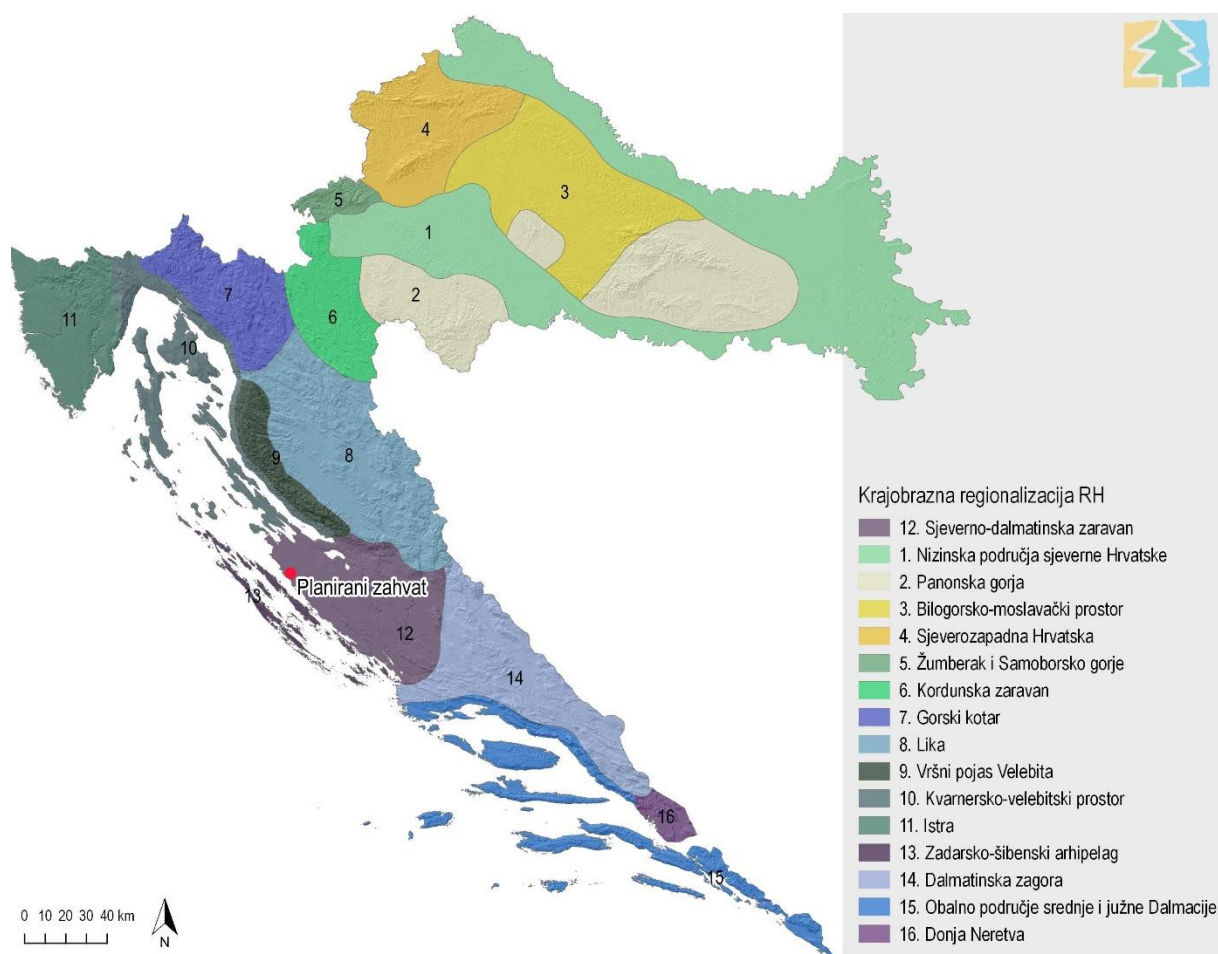 4
3
5
1
7
2
6
11
10
8
9
Planirani zahvat
13
12
14
16
15
0 10 20 30 40 km
N
Krajobrazna regionalizacija RH
12. Sjeverno-dalmatinska zaravan
1. Nizinska područja sjeverne Hrvatske
2. Panonska gorja
3. Bilogorsko-moslavački prostor
4. Sjeverozapadna Hrvatska
5. Žumberak i Samoborsko gorje
6. Kordunska zaravan
7. Gorski kotar
8. Lika
9. Vršni pojas Velebita
10. Kvarnersko-velebitski prostor
11. Istra
13. Zadarsko-šibenski arhipelag
14. Dalmatinska zagora
15. Obalno područje srednje i južne Dalmacije
16. Donja Neretva